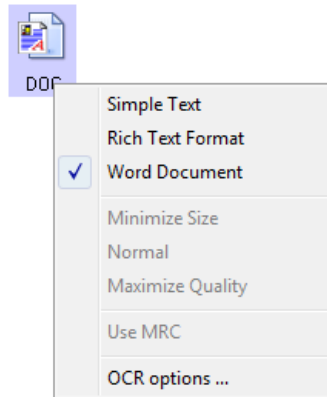 DOC
Simple Text
Rich Text Format
Word Document
Minimize Size
Normal
Maximize Quality
Use MRC
OCR options ...